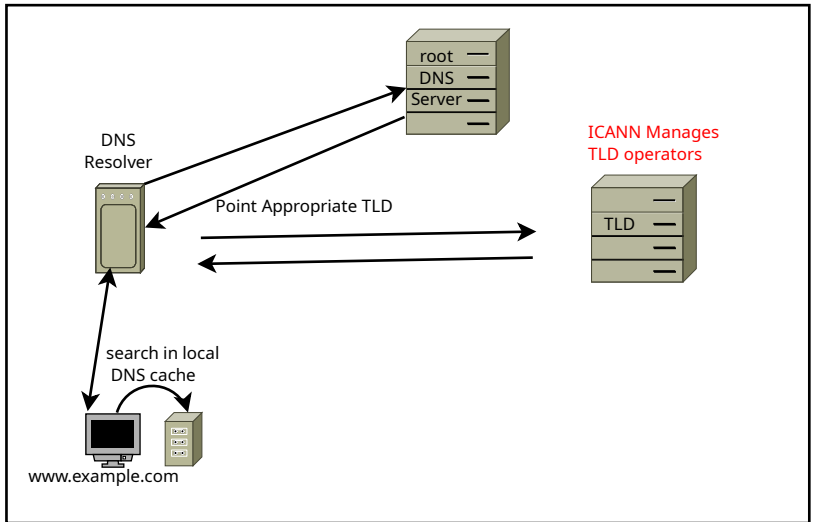 root
DNS
Server
ICANN Manages
TLD operators
DNS
Resolver
Point Appropriate TLD
TLD
search in local
DNS cache
www.example.com